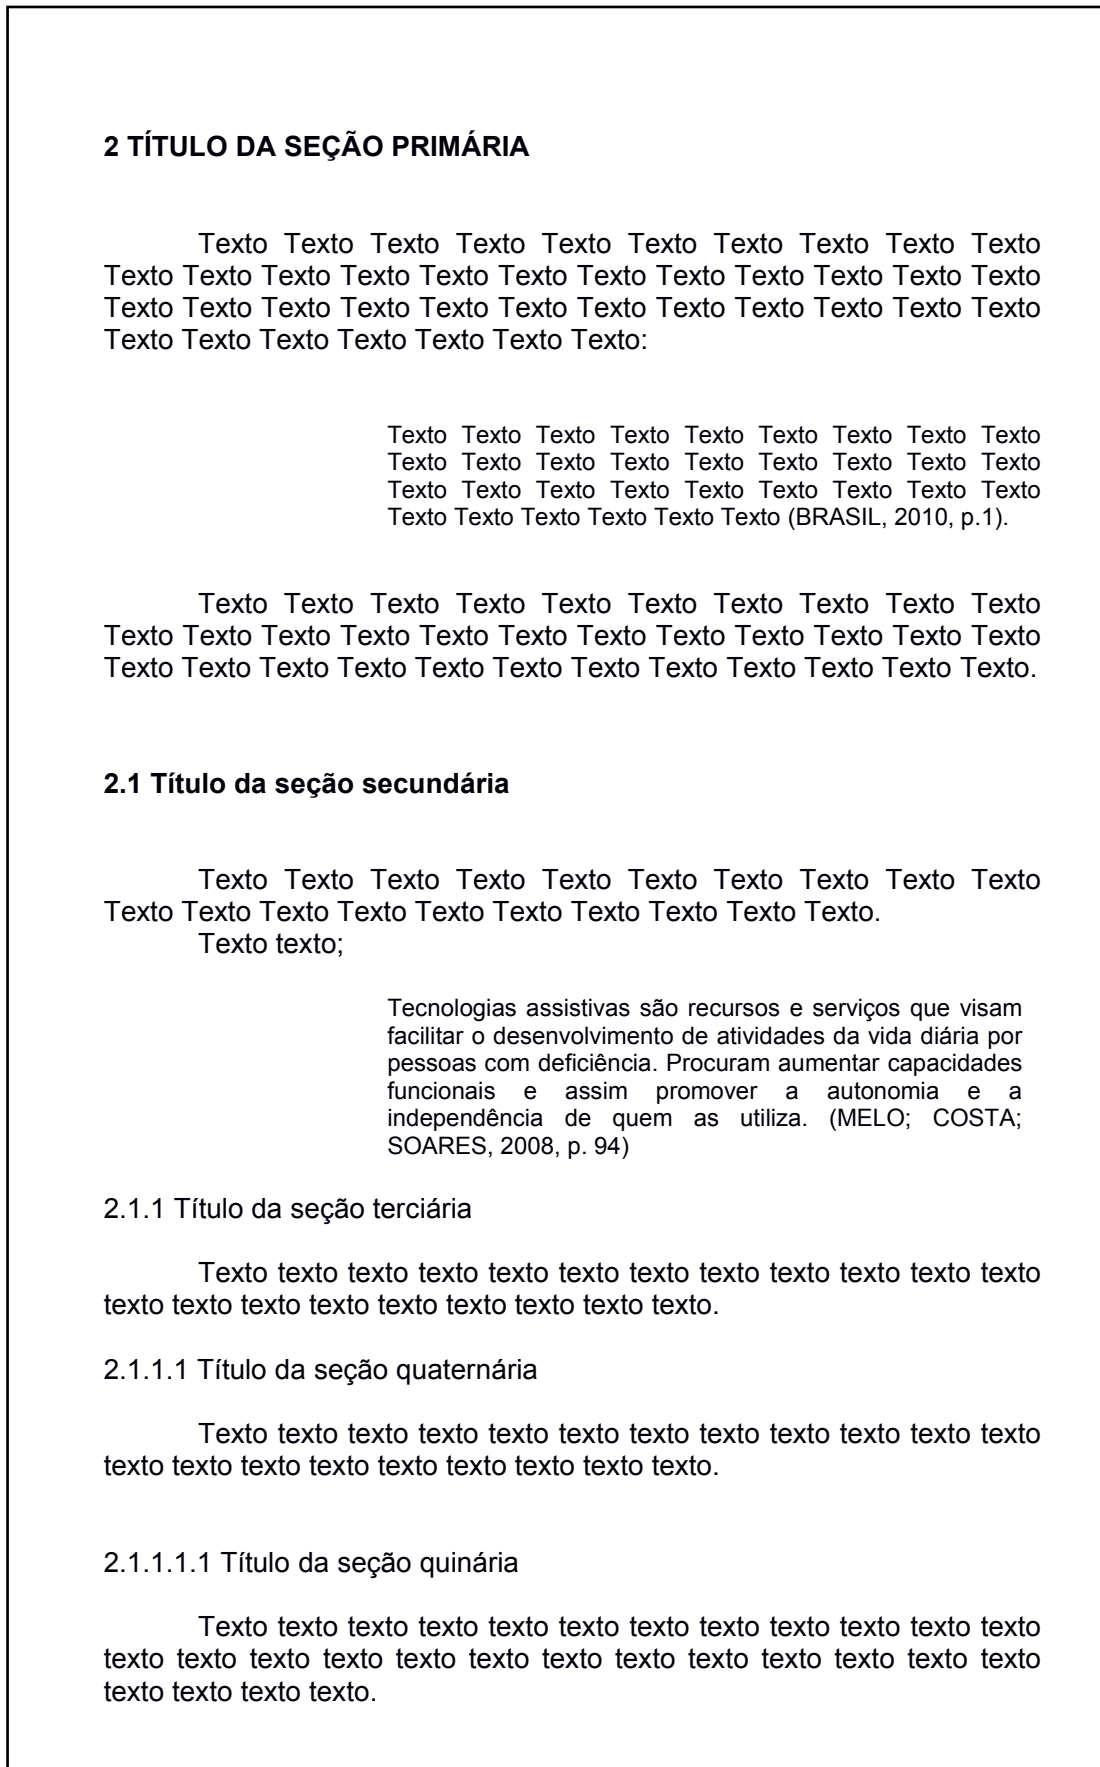 2 TÍTULO DA SEÇÃO PRIMÁRIA
Texto Texto Texto Texto Texto Texto Texto Texto Texto Texto
Texto Texto Texto Texto Texto Texto Texto Texto Texto Texto Texto Texto
Texto Texto Texto Texto Texto Texto Texto Texto Texto Texto Texto Texto
Texto Texto Texto Texto Texto Texto Texto:
Texto Texto Texto Texto Texto Texto Texto Texto Texto
Texto Texto Texto Texto Texto Texto Texto Texto Texto
Texto Texto Texto Texto Texto Texto Texto Texto Texto
Texto Texto Texto Texto Texto Texto (BRASIL, 2010, p.1).
Texto Texto Texto Texto Texto Texto Texto Texto Texto Texto
Texto Texto Texto Texto Texto Texto Texto Texto Texto Texto Texto Texto
Texto Texto Texto Texto Texto Texto Texto Texto Texto Texto Texto Texto.
2.1 Título da seção secundária
Texto Texto Texto Texto Texto Texto Texto Texto Texto Texto
Texto Texto Texto Texto Texto Texto Texto Texto Texto Texto.
Texto texto;
Tecnologias assistivas são recursos e serviços que visam
facilitar o desenvolvimento de atividades da vida diária por
pessoas com deficiência. Procuram aumentar capacidades
funcionais e assim promover a autonomia e a
independência de quem as utiliza. (MELO; COSTA;
SOARES, 2008, p. 94)
2.1.1 Título da seção terciária
Texto texto texto texto texto texto texto texto texto texto texto texto
texto texto texto texto texto texto texto texto texto.
2.1.1.1 Título da seção quaternária
Texto texto texto texto texto texto texto texto texto texto texto texto
texto texto texto texto texto texto texto texto texto.
2.1.1.1.1 Título da seção quinária
Texto texto texto texto texto texto texto texto texto texto texto texto
texto texto texto texto texto texto texto texto texto texto texto texto texto
texto texto texto texto.